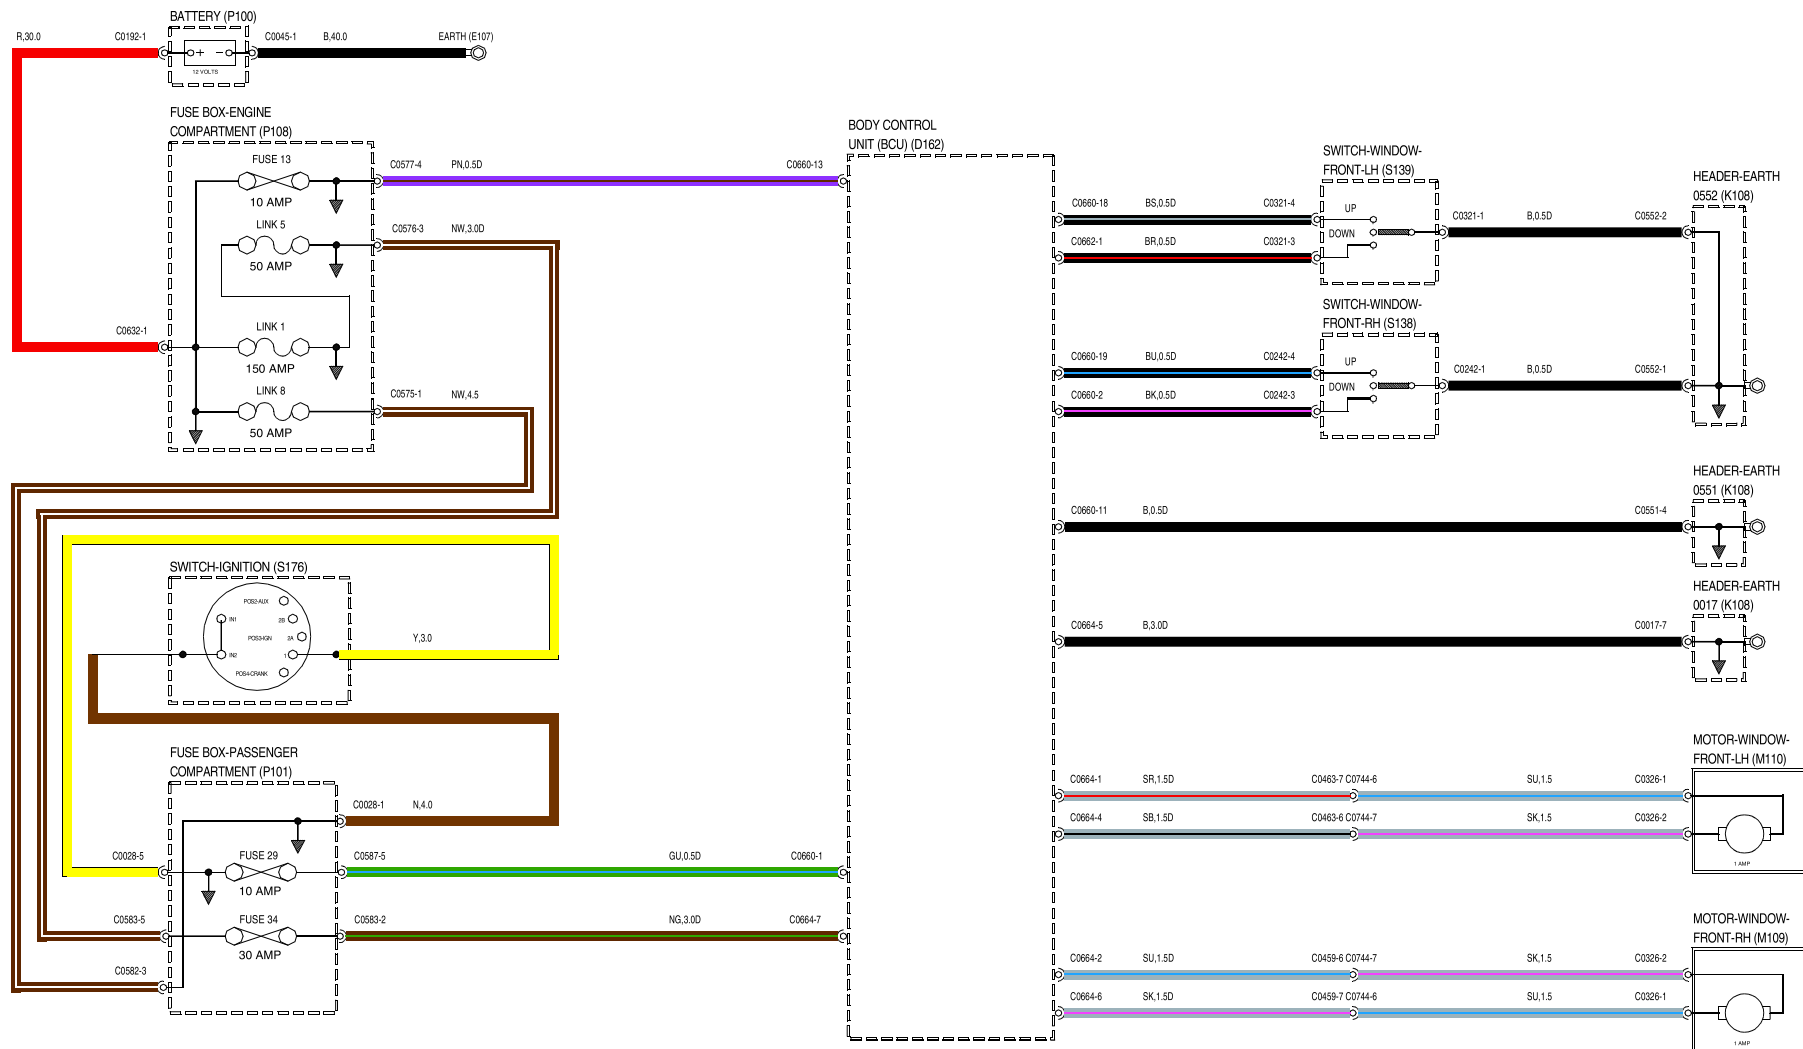 BATTERY (P100)
R,30.0
C0192-1
C0045-1
B,40.0
EARTH (E107)
+ −
12 VOLTS
FUSE BOX-ENGINE
COMPARTMENT (P108)
FUSE 13
10 AMP
LINK 5
50 AMP
LINK 1
150 AMP
LINK 8
50 AMP
C0632-1
C0577-4
PN,0.5D
C0660-13
C0576-3
NW,3.0D
C0575-1
NW,4.5
SWITCH-IGNITION (S176)
POS2-AUX
IN1
2B
POS3-IGN
2A
IN2
1
POS4-CRANK
Y,3.0
FUSE BOX-PASSENGER
COMPARTMENT (P101)
C0028-1
N,4.0
C0028-5
FUSE 29
10 AMP
C0587-5
GU,0.5D
C0660-1
C0583-5
FUSE 34
30 AMP
C0583-2
NG,3.0D
C0664-7
C0582-3
BODY CONTROL
UNIT (BCU) (D162)
SWITCH-WINDOW-
FRONT-LH (S139)
C0660-18
BS,0.5D
C0321-4
UP
DOWN
C0662-1
BR,0.5D
C0321-3
C0321-1
B,0.5D
C0552-2
HEADER-EARTH
0552 (K108)
SWITCH-WINDOW-
FRONT-RH (S138)
C0660-19
BU,0.5D
C0242-4
UP
DOWN
C0660-2
BK,0.5D
C0242-3
C0242-1
B,0.5D
C0552-1
HEADER-EARTH
0551 (K108)
C0660-11
B,0.5D
C0551-4
HEADER-EARTH
0017 (K108)
C0664-5
B,3.0D
C0017-7
MOTOR-WINDOW-
FRONT-LH (M110)
C0664-1
SR,1.5D
C0463-7 C0744-6
SU,1.5
C0326-1
C0664-4
SB,1.5D
C0463-6 C0744-7
SK,1.5
C0326-2
1 AMP
MOTOR-WINDOW-
FRONT-RH (M109)
C0664-2
SU,1.5D
C0459-6 C0744-7
SK,1.5
C0326-2
C0664-6
SK,1.5D
C0459-7 C0744-6
SU,1.5
C0326-1
1 AMP